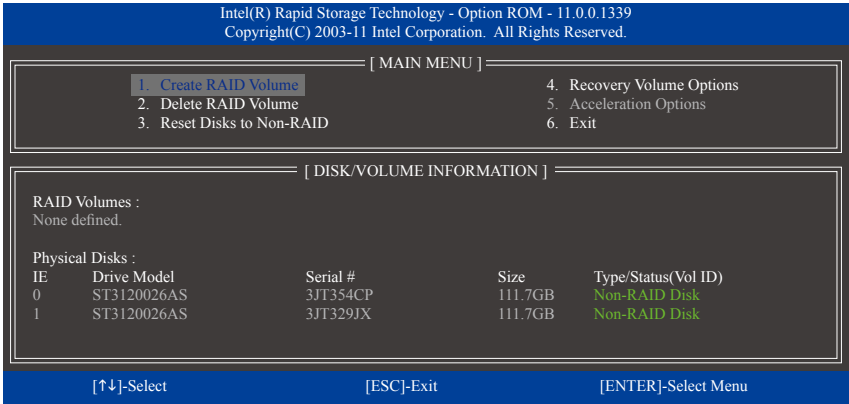 Intel(R) Rapid Storage Technology - Option ROM - 11.0.0.1339
Copyright(C) 2003-11 Intel Corporation. All Rights Reserved.
[ MAIN MENU ]
1. Create RAID Volume
2. Delete RAID Volume
3. Reset Disks to Non-RAID
4. Recovery Volume Options
5. Acceleration Options
6. Exit
[ DISK/VOLUME INFORMATION ]
RAID Volumes :
None defined.
Physical Disks :
IE Drive Model Serial # Size Type/Status(Vol ID)
0 ST3120026AS 3JT354CP 111.7GB Non-RAID Disk
1 ST3120026AS 3JT329JX 111.7GB Non-RAID Disk
[↑↓]-Select [ESC]-Exit [ENTER]-Select Menu